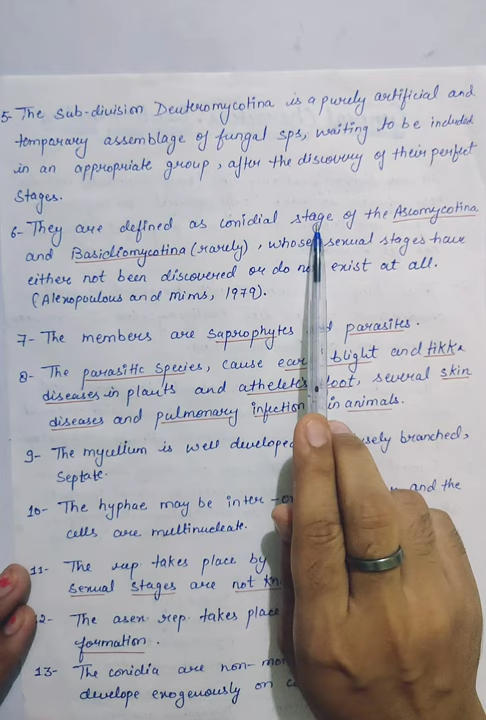 5- The Sub-division Deuteromycotina is a purely artificial and
temporary assemblage of fungal sps, waiting to be included
in an appropriate group, after the discovery of their perfect
Stages.
6- They are defined as conidial stage of the Ascomycotina
and Basidiomycotina (rarely), whose sexual stages have
either not been discovered or do not exist at all.
(Alexopoulous and mims, 1979).
7- The members are saprophytes parasites.
8- The parasitic species, cause blight and tikka
diseases in plants and atheletes foot, several skin
diseases and pulmonary infection in animals.
9- The mycelium is well developed branched,
Septate.
10- The hyphae may be inter - and the
cells are multinucleate.
11- The rep takes place by
sexual stages are not
12- The asex rep. takes place
formation.
13- The conidia are non-
develope exogenously on